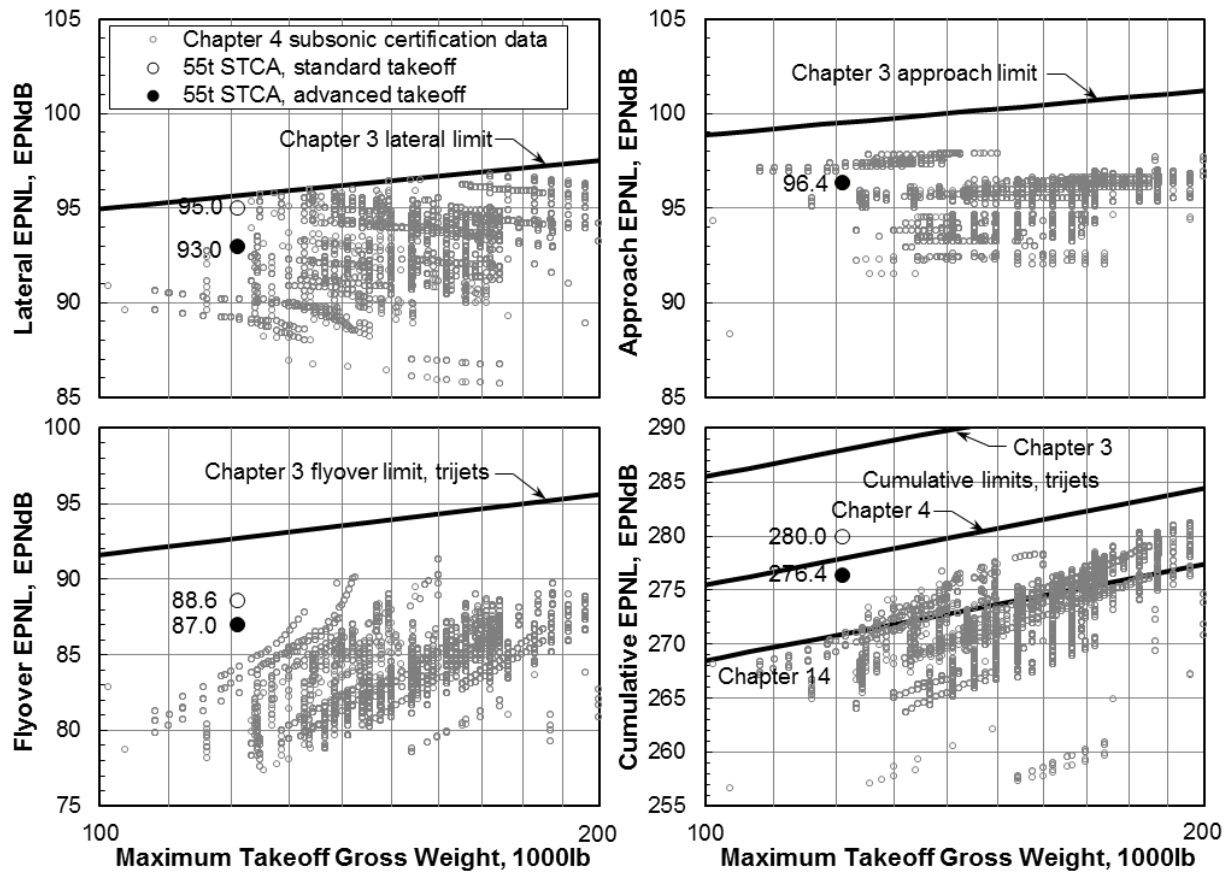 105
100
95
90
85
Lateral EPNL, EPNdB
Chapter 4 subsonic certification data
55t STCA, standard takeoff
55t STCA, advanced takeoff
Chapter 3 lateral limit
95.0
93.0
105
100
95
90
85
Approach EPNL, EPNdB
Chapter 3 approach limit
96.4
100
95
90
85
80
75
Flyover EPNL, EPNdB
Chapter 3 flyover limit, trijets
88.6
87.0
100
200
Maximum Takeoff Gross Weight, 1000lb
290
285
280
275
270
265
260
255
Cumulative EPNL, EPNdB
Chapter 3
Cumulative limits, trijets
Chapter 4
280.0
276.4
Chapter 14
100
200
Maximum Takeoff Gross Weight, 1000lb